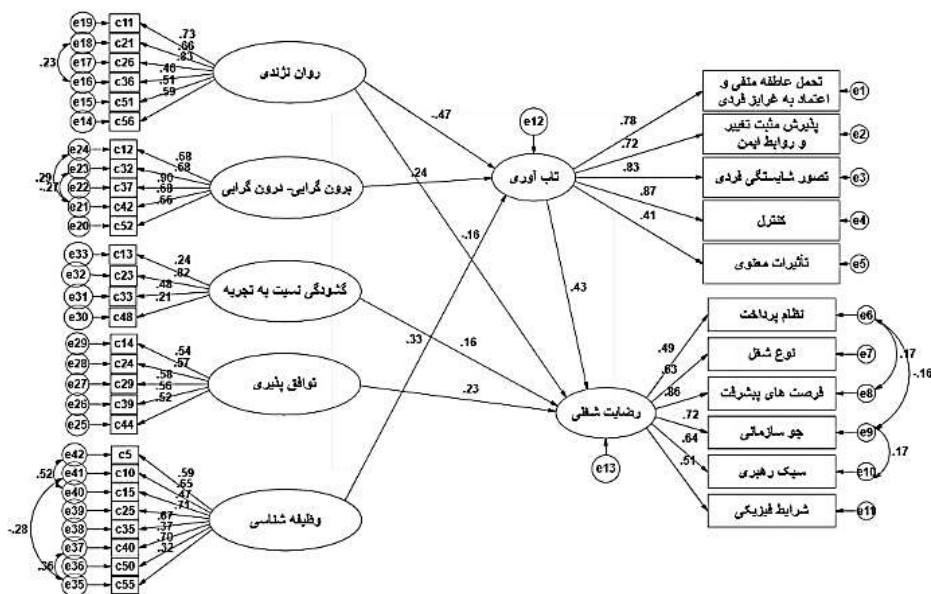 e19 c11 .73
e18 c21 .66
e17 c26 .83
e16 c36 .46
e15 c51 .51
e14 c56 .59
.23
روان نژندی
e24 c12 .68
e23 c32 .68
e22 c37 .90
e21 c42 .68
e20 c52 .66
.29
-.27
برون گرایی- درون گرایی
e33 c13 .24
e32 c23 .82
e31 c33 .48
e30 c48 .21
گشودگی نسبت به تجربه
e29 c14 .54
e28 c24 .57
e27 c29 .58
e26 c39 .56
e25 c44 .52
توافق پذیری
e42 c5 .59
e41 c10 .65
e40 c15 .47
e39 c25 .71
e38 c35 .67
e37 c40 .37
e36 c50 .70
e35 c55 .32
.52
-.28
.36
وظیفه شناسی
-.47
.24
-.16
.33
.16
.23
.43
e12
تاب آوری
.78
.72
.83
.87
.41
تحمل عاطفه منفی و
اعتماد به غرایز فردی
e1
پذیرش مثبت تغییر
و روابط ایمن
e2
تصور شایستگی فردی
e3
کنترل
e4
تأثیرات معنوی
e5
رضایت شغلی
e13
.49
.63
.86
.72
.64
.51
نظام پرداخت
e6
نوع شغل
e7
فرصت های پیشرفت
e8
جو سازمانی
e9
سبک رهبری
e10
شرایط فیزیکی
e11
.17
-.16
.17